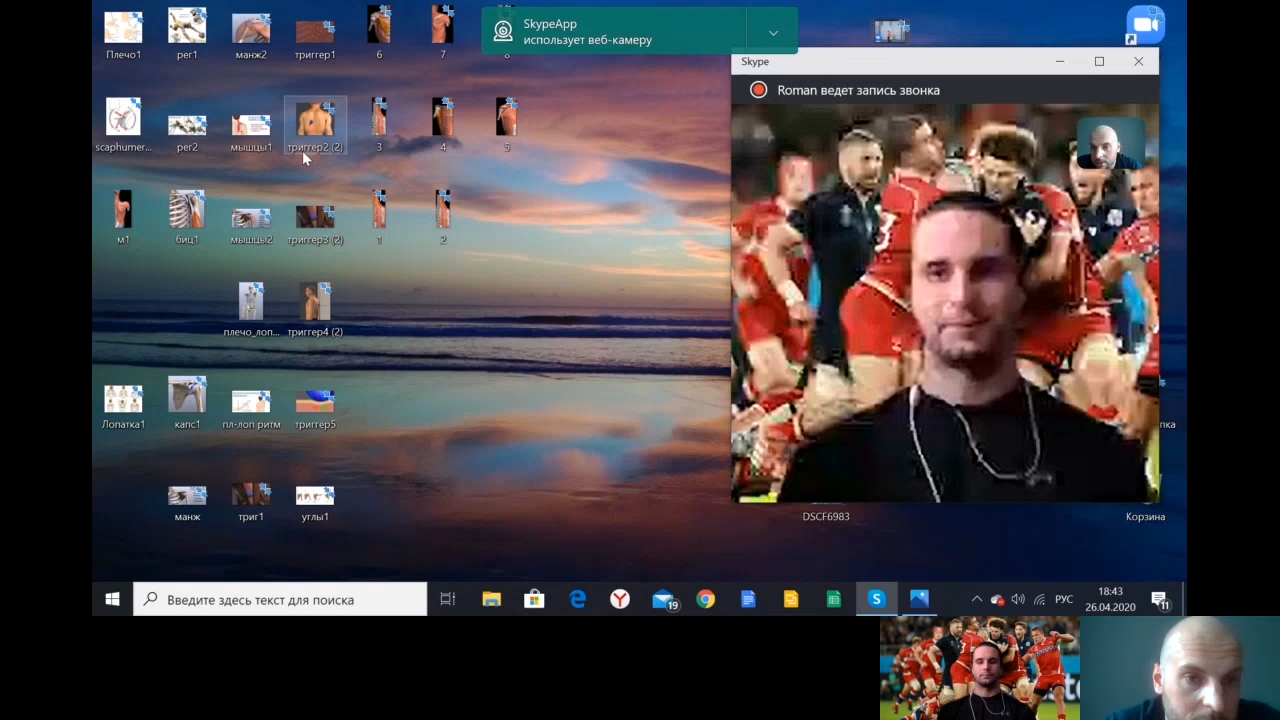 SkypeApp
использует веб-камеру
Skype
Roman ведет запись звонка
Плечо1
рег1
манж2
триггер1
6
7
8
scaphumer...
рег2
мышцы1
триггер2 (2)
3
4
5
м1
биц1
мышцы2
триггер3 (2)
1
2
плечо_лоп...
триггер4 (2)
Лопатка1
капс1
пл-лоп ритм
триггер5
пка
манж
триг1
углы1
DSCF6983
Корзина
Введите здесь текст для поиска
19
РУС
18:43
26.04.2020
11